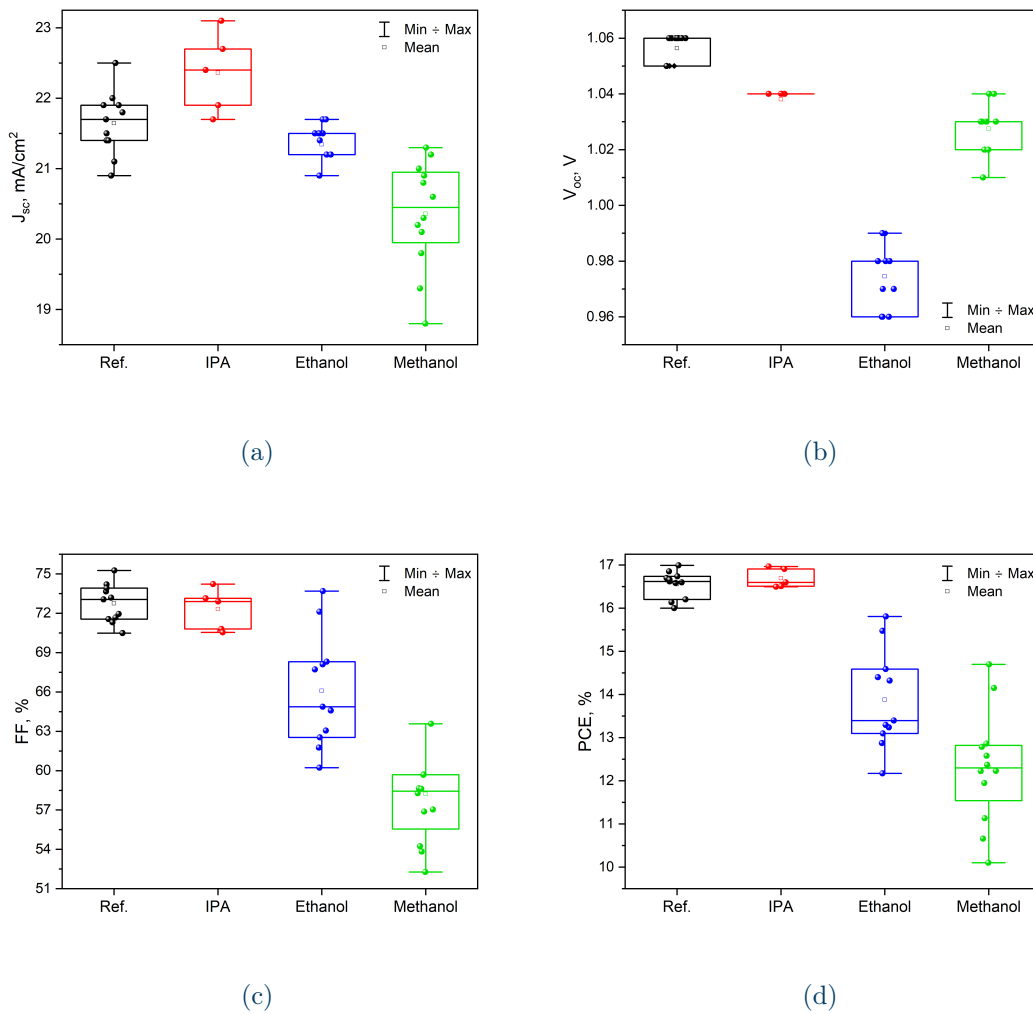 23
22
21
20
19
J_sc, mA/cm²
Min ÷ Max
Mean
Ref. IPA Ethanol Methanol
(a)
1.06
1.04
1.02
1.00
0.98
0.96
V_oc, V
Min ÷ Max
Mean
Ref. IPA Ethanol Methanol
(b)
75
72
69
66
63
60
57
54
51
FF, %
Min ÷ Max
Mean
Ref. IPA Ethanol Methanol
(c)
17
16
15
14
13
12
11
10
PCE, %
Min ÷ Max
Mean
Ref. IPA Ethanol Methanol
(d)